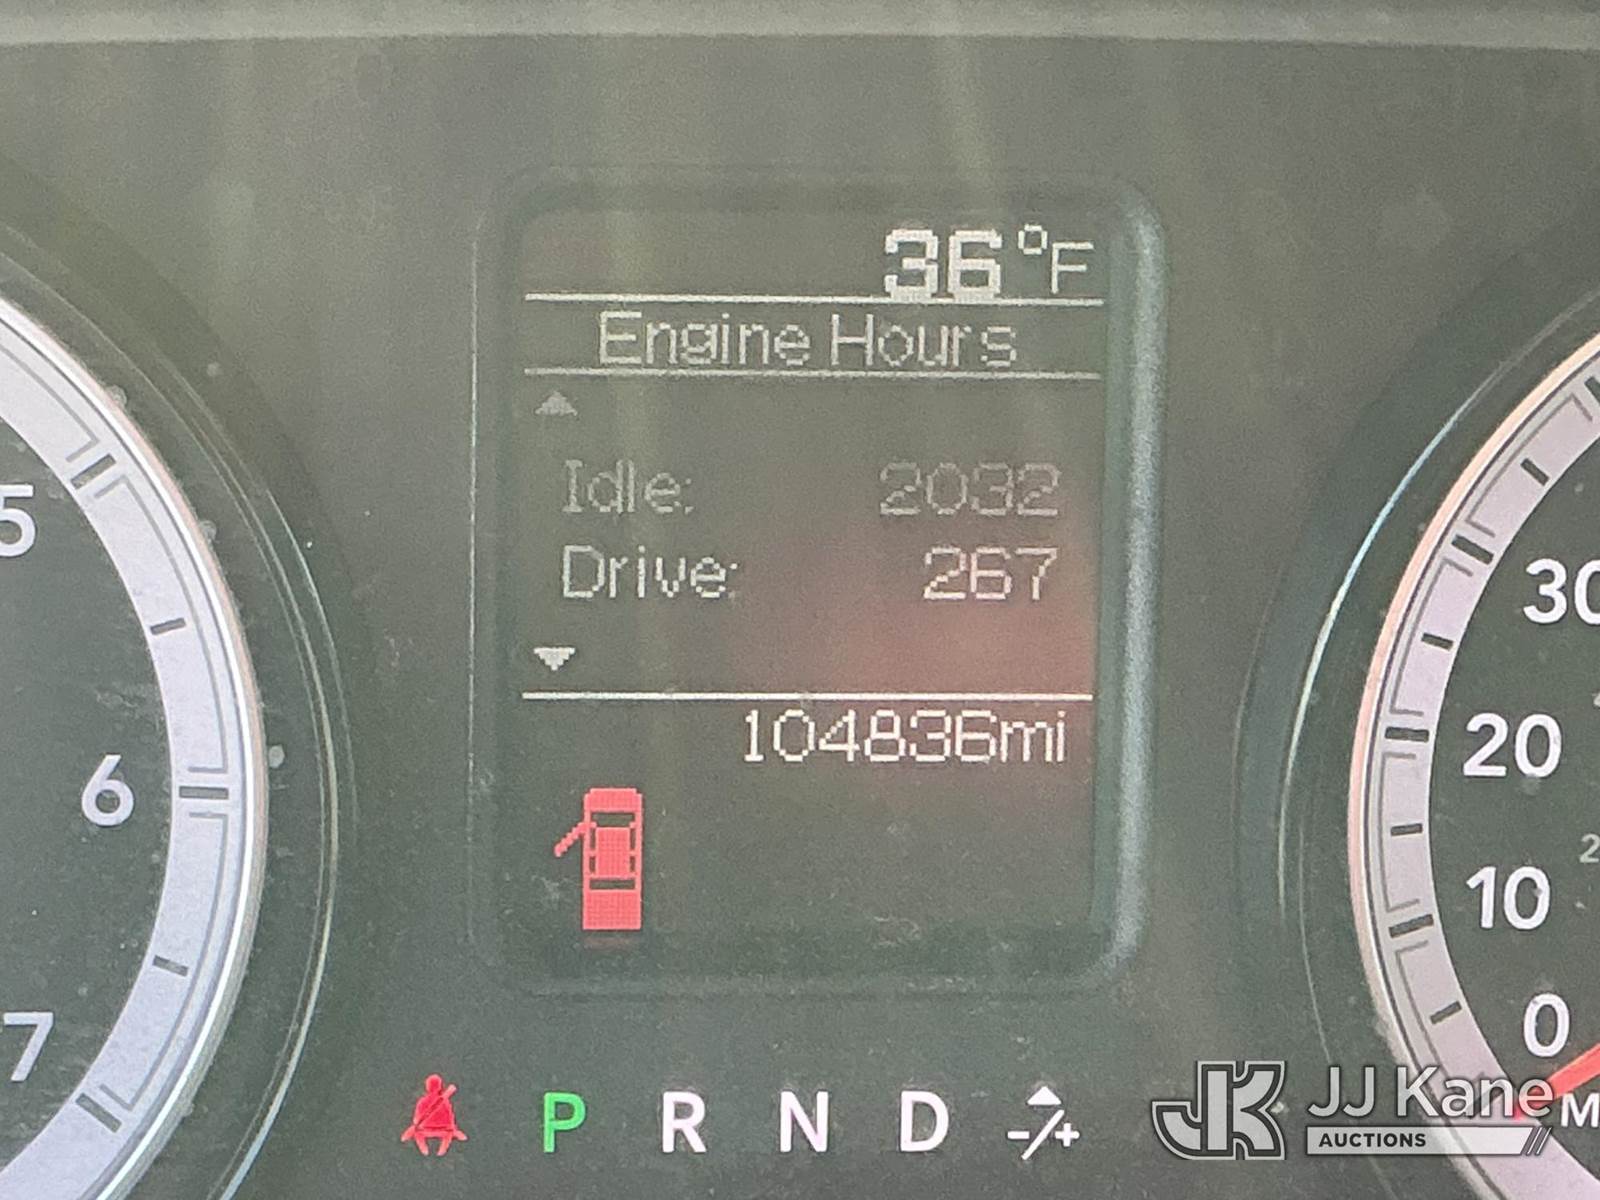 36°F
Engine Hours
Idle: 2032
Drive: 267
104836mi
5
6
7
30
20
10
0
P R N D -/+
JJ Kane
AUCTIONS